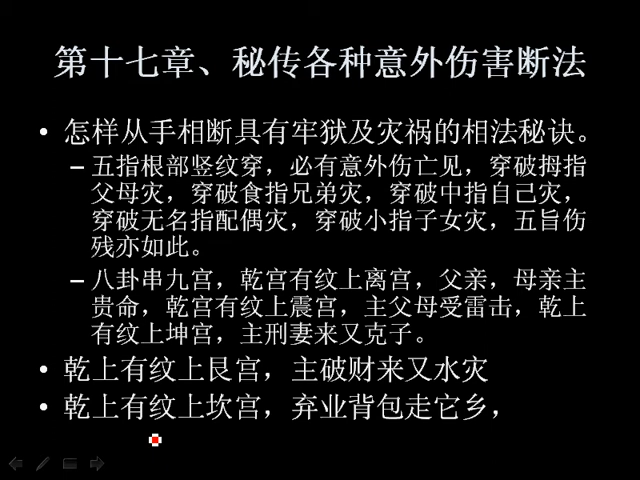 第十七章、秘传各种意外伤害断法
• 怎样从手相断具有牢狱及灾祸的相法秘诀。
– 五指根部竖纹穿，必有意外伤亡见，穿破拇指
父母灾，穿破食指兄弟灾，穿破中指自己灾，
穿破无名指配偶灾，穿破小指子女灾，五旨伤
残亦如此。
– 八卦串九宫，乾宫有纹上离宫，父亲，母亲主
贵命，乾宫有纹上震宫，主父母受雷击，乾上
有纹上坤宫，主刑妻来又克子。
• 乾上有纹上艮宫，主破财来又水灾
• 乾上有纹上坎宫，弃业背包走它乡，